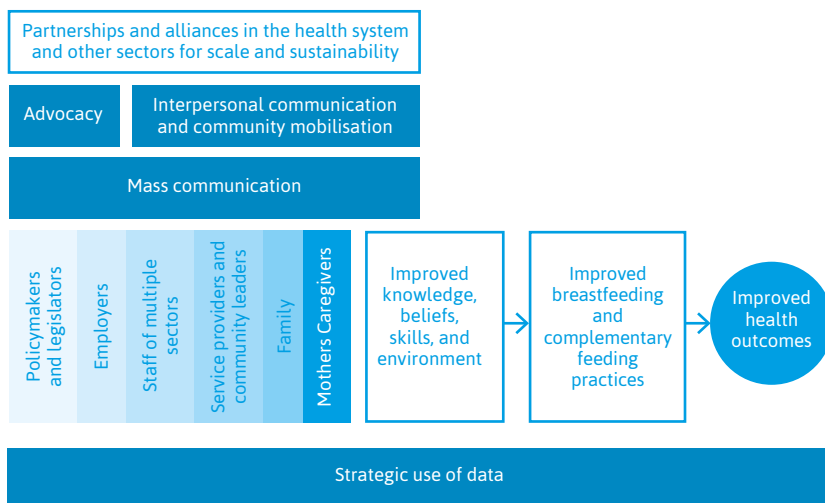 Partnerships and alliances in the health system
and other sectors for scale and sustainability
Advocacy
Interpersonal communication
and community mobilisation
Mass communication
Policymakers
and legislators
Employers
Staff of multiple
sectors
Service providers and
community leaders
Family
Mothers Caregivers
Improved
knowledge,
beliefs,
skills, and
environment
Improved
breastfeeding
and
complementary
feeding
practices
Improved
health
outcomes
Strategic use of data